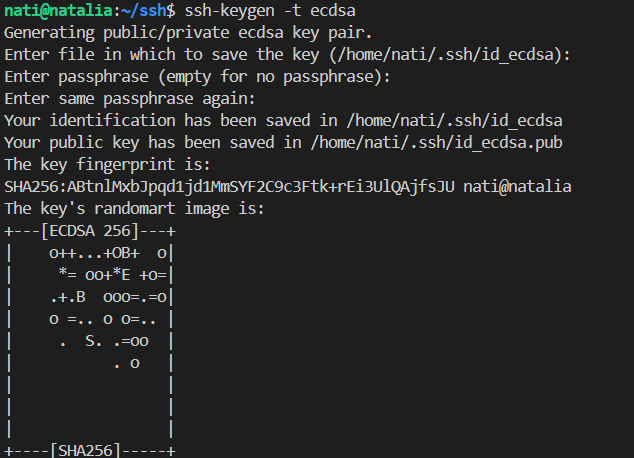 nati@natalia:~/ssh$ ssh-keygen -t ecdsa
Generating public/private ecdsa key pair.
Enter file in which to save the key (/home/nati/.ssh/id_ecdsa):
Enter passphrase (empty for no passphrase):
Enter same passphrase again:
Your identification has been saved in /home/nati/.ssh/id_ecdsa
Your public key has been saved in /home/nati/.ssh/id_ecdsa.pub
The key fingerprint is:
SHA256:ABtnlMxbJpqd1jd1MmSYF2C9c3Ftk+rEi3UlQAjfsJU nati@natalia
The key's randomart image is:
+---[ECDSA 256]---+
|    o++...+OB+  o|
|     *= oo+*E +o=|
|    .+.B  ooo=.=o|
|    o =.. o o=.. |
|     .  S. .=oo  |
|           . o   |
|                 |
|                 |
|                 |
+----[SHA256]-----+